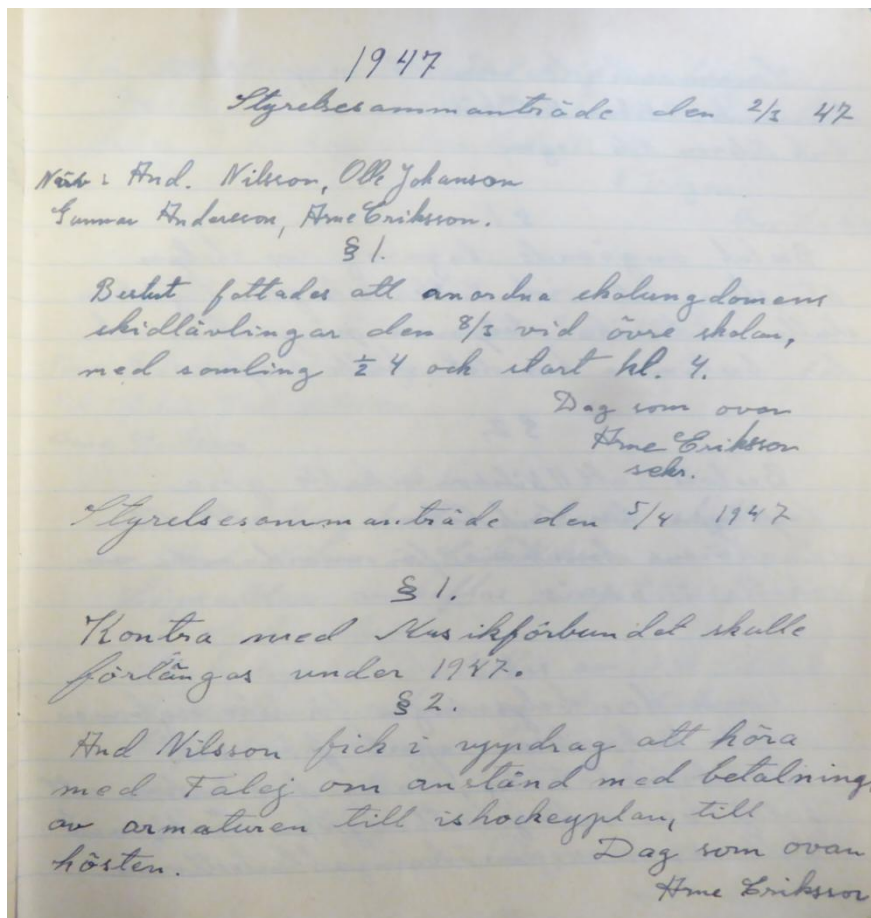 1947
Styrelsesammanträde den 2/3 47
Närv: And. Nilsson, Olle Johanson
Gunnar Andersson, Arne Eriksson.
§ 1.
Beslut fattades att anordna skolungdomens
skidtävlingar den 8/3 vid övre skolan,
med samling ½ 4 och start kl. 4.
Dag som ovan
Arne Eriksson
sekr.
Styrelsesammanträde den 5/4 1947
§ 1.
Kontra med Musikförbundet skulle
förlängas under 1947.
§ 2.
And Nilsson fick i uppdrag att höra
med Falej om anstånd med betalning
av armaturen till ishockeyplan, till
hösten.
Dag som ovan
Arne Eriksson